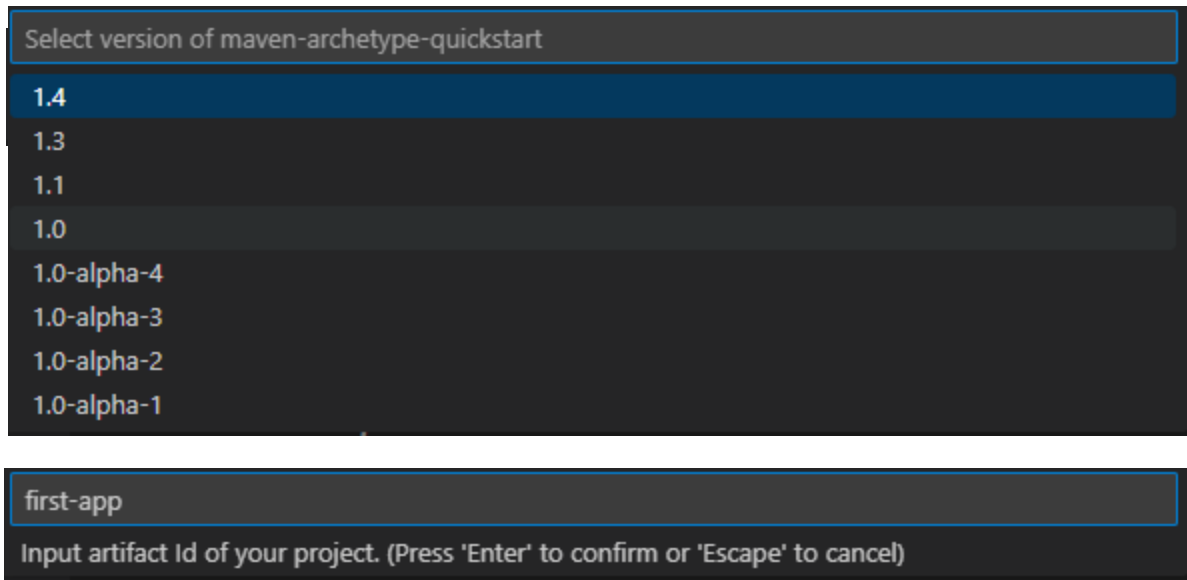 Select version of maven-archetype-quickstart
1.4
1.3
1.1
1.0
1.0-alpha-4
1.0-alpha-3
1.0-alpha-2
1.0-alpha-1
first-app
Input artifact Id of your project. (Press 'Enter' to confirm or 'Escape' to cancel)